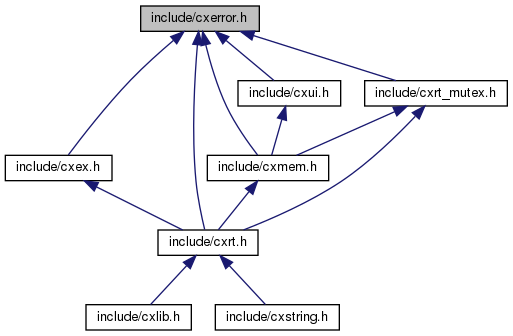 include/cxerror.h
include/cxui.h
include/cxrt_mutex.h
include/cxex.h
include/cxmem.h
include/cxrt.h
include/cxlib.h
include/cxstring.h